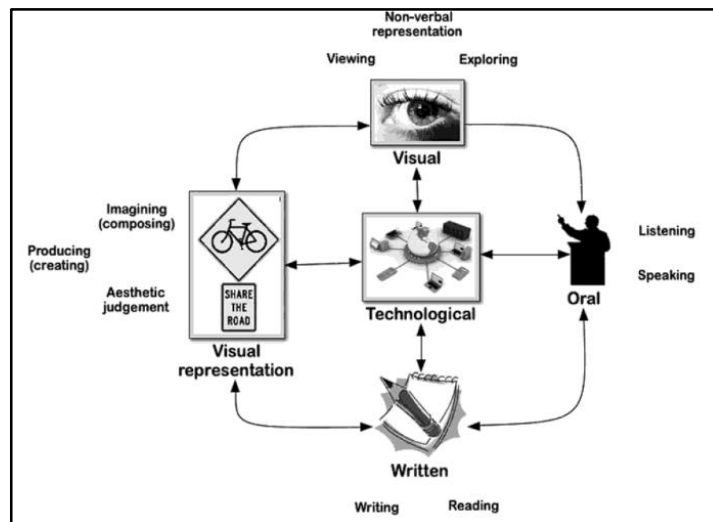 Non-verbal
representation
Viewing
Exploring
Visual
Imagining
(composing)
Producing
(creating)
Aesthetic
judgement
SHARE
THE
ROAD
Visual
representation
Technological
Listening
Speaking
Oral
Written
Writing
Reading